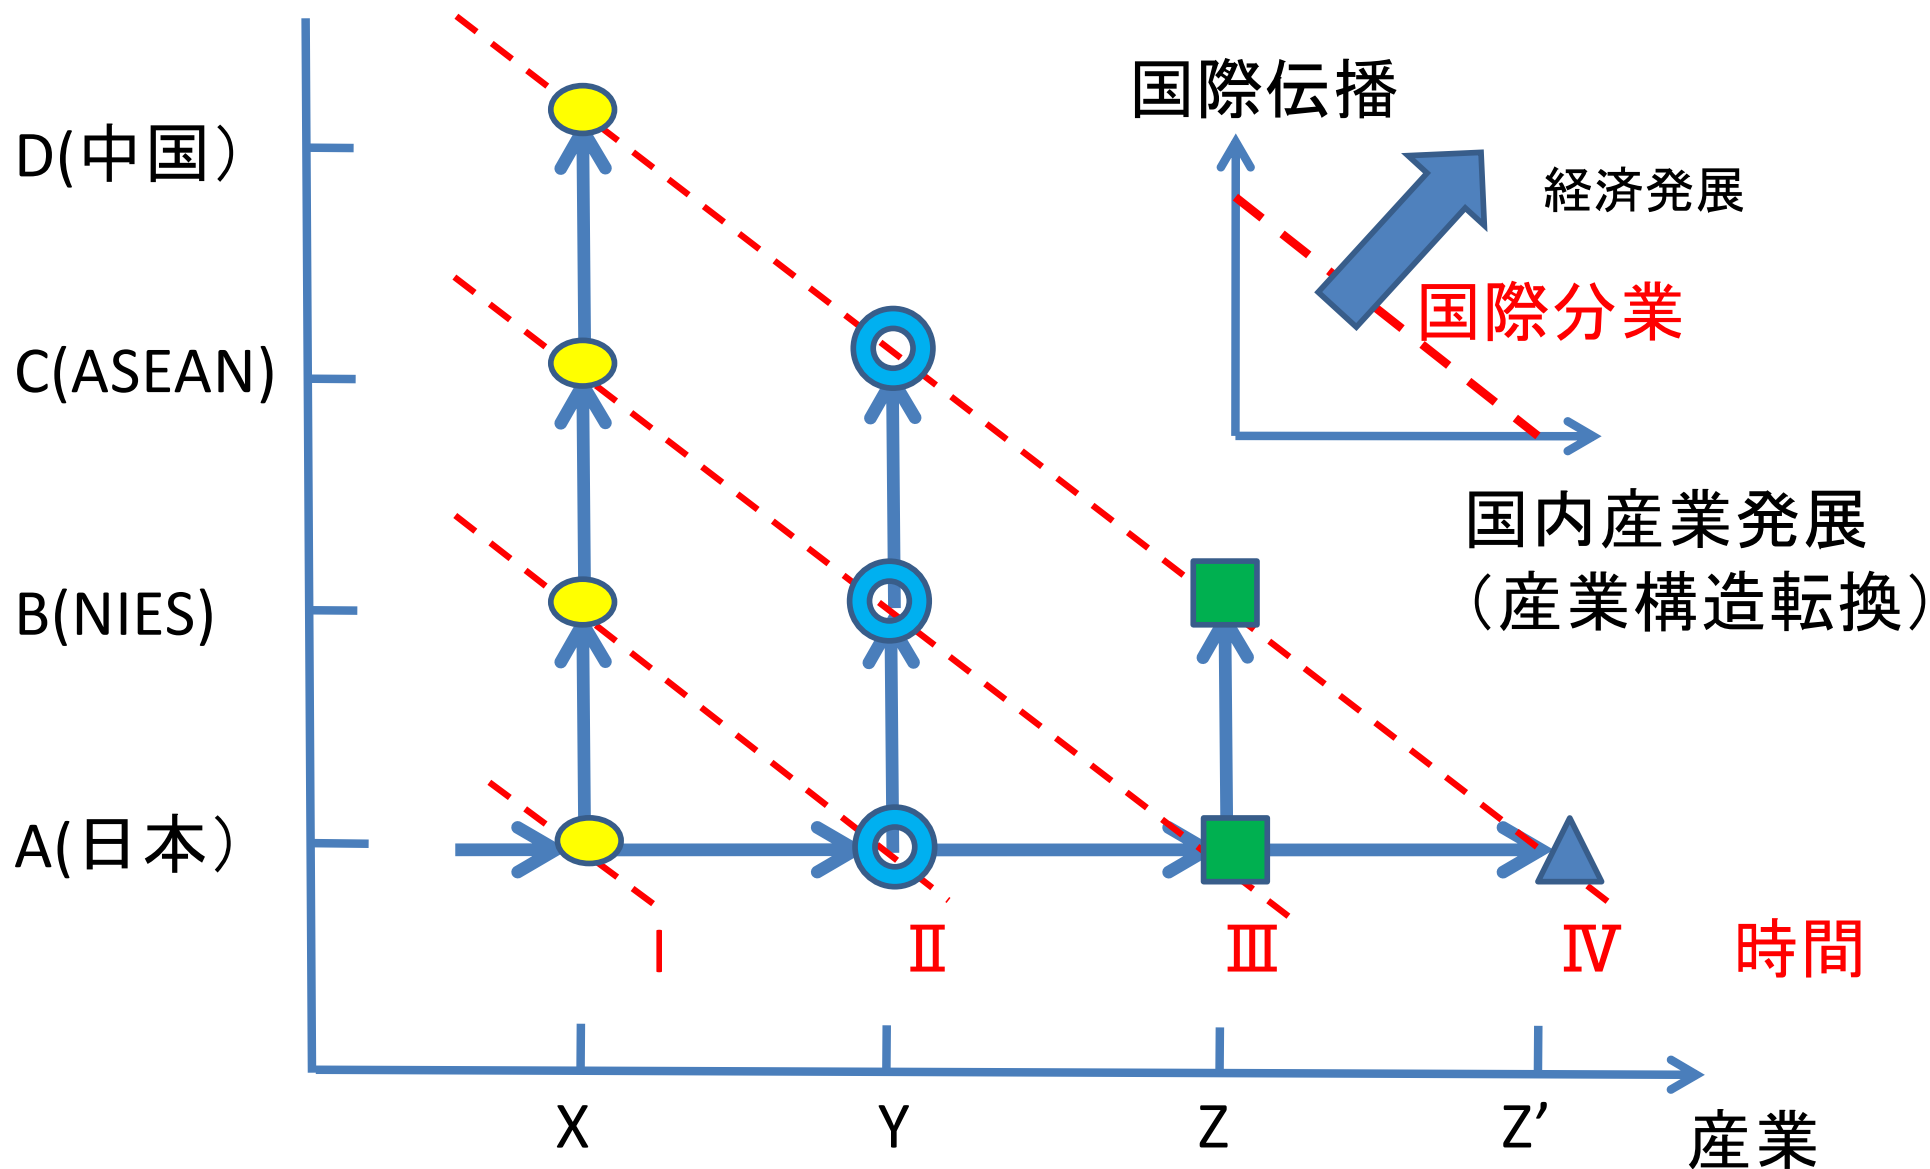 国際伝播
D(中国）
経済発展
国際分業
C(ASEAN)
国内産業発展
（産業構造転換）
B(NIES)
A(日本）
Ⅰ
Ⅱ
Ⅲ
Ⅳ
時間
X
Y
Z
Z’
産業